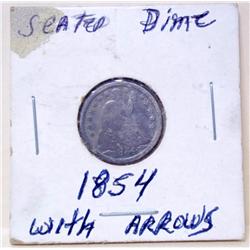 SEATED DIME
1854
WITH ARROWS